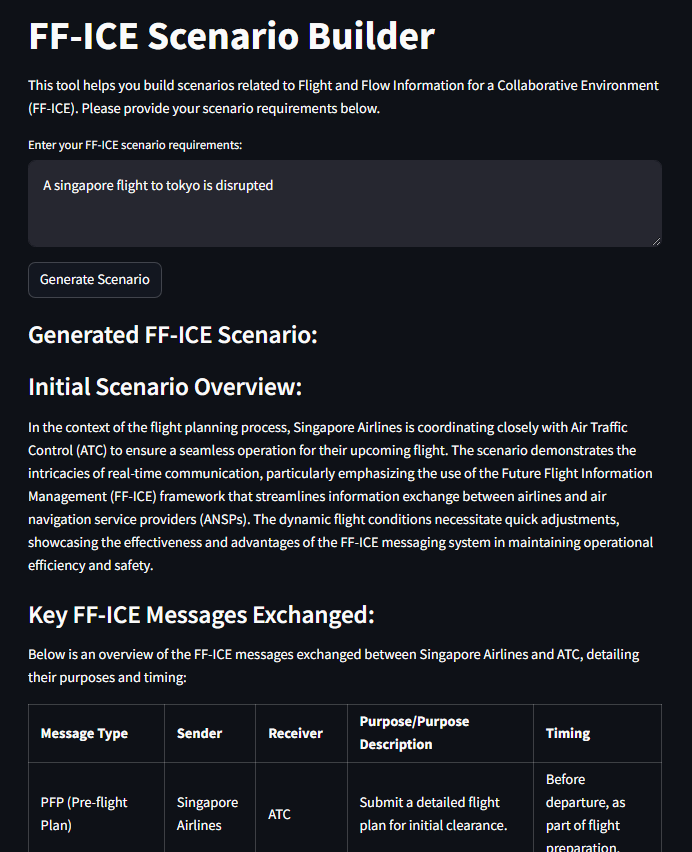 FF-ICE Scenario Builder
This tool helps you build scenarios related to Flight and Flow Information for a Collaborative Environment
(FF-ICE). Please provide your scenario requirements below.
Enter your FF-ICE scenario requirements:
A singapore flight to tokyo is disrupted
Generate Scenario
Generated FF-ICE Scenario:
Initial Scenario Overview:
In the context of the flight planning process, Singapore Airlines is coordinating closely with Air Traffic
Control (ATC) to ensure a seamless operation for their upcoming flight. The scenario demonstrates the
intricacies of real-time communication, particularly emphasizing the use of the Future Flight Information
Management (FF-ICE) framework that streamlines information exchange between airlines and air
navigation service providers (ANSPs). The dynamic flight conditions necessitate quick adjustments,
showcasing the effectiveness and advantages of the FF-ICE messaging system in maintaining operational
efficiency and safety.
Key FF-ICE Messages Exchanged:
Below is an overview of the FF-ICE messages exchanged between Singapore Airlines and ATC, detailing
their purposes and timing:
Message Type
Sender
Receiver
Purpose/Purpose
Description
Timing
PFP (Pre-flight
Plan)
Singapore
Airlines
ATC
Submit a detailed flight
plan for initial clearance.
Before
departure, as
part of flight
preparation.